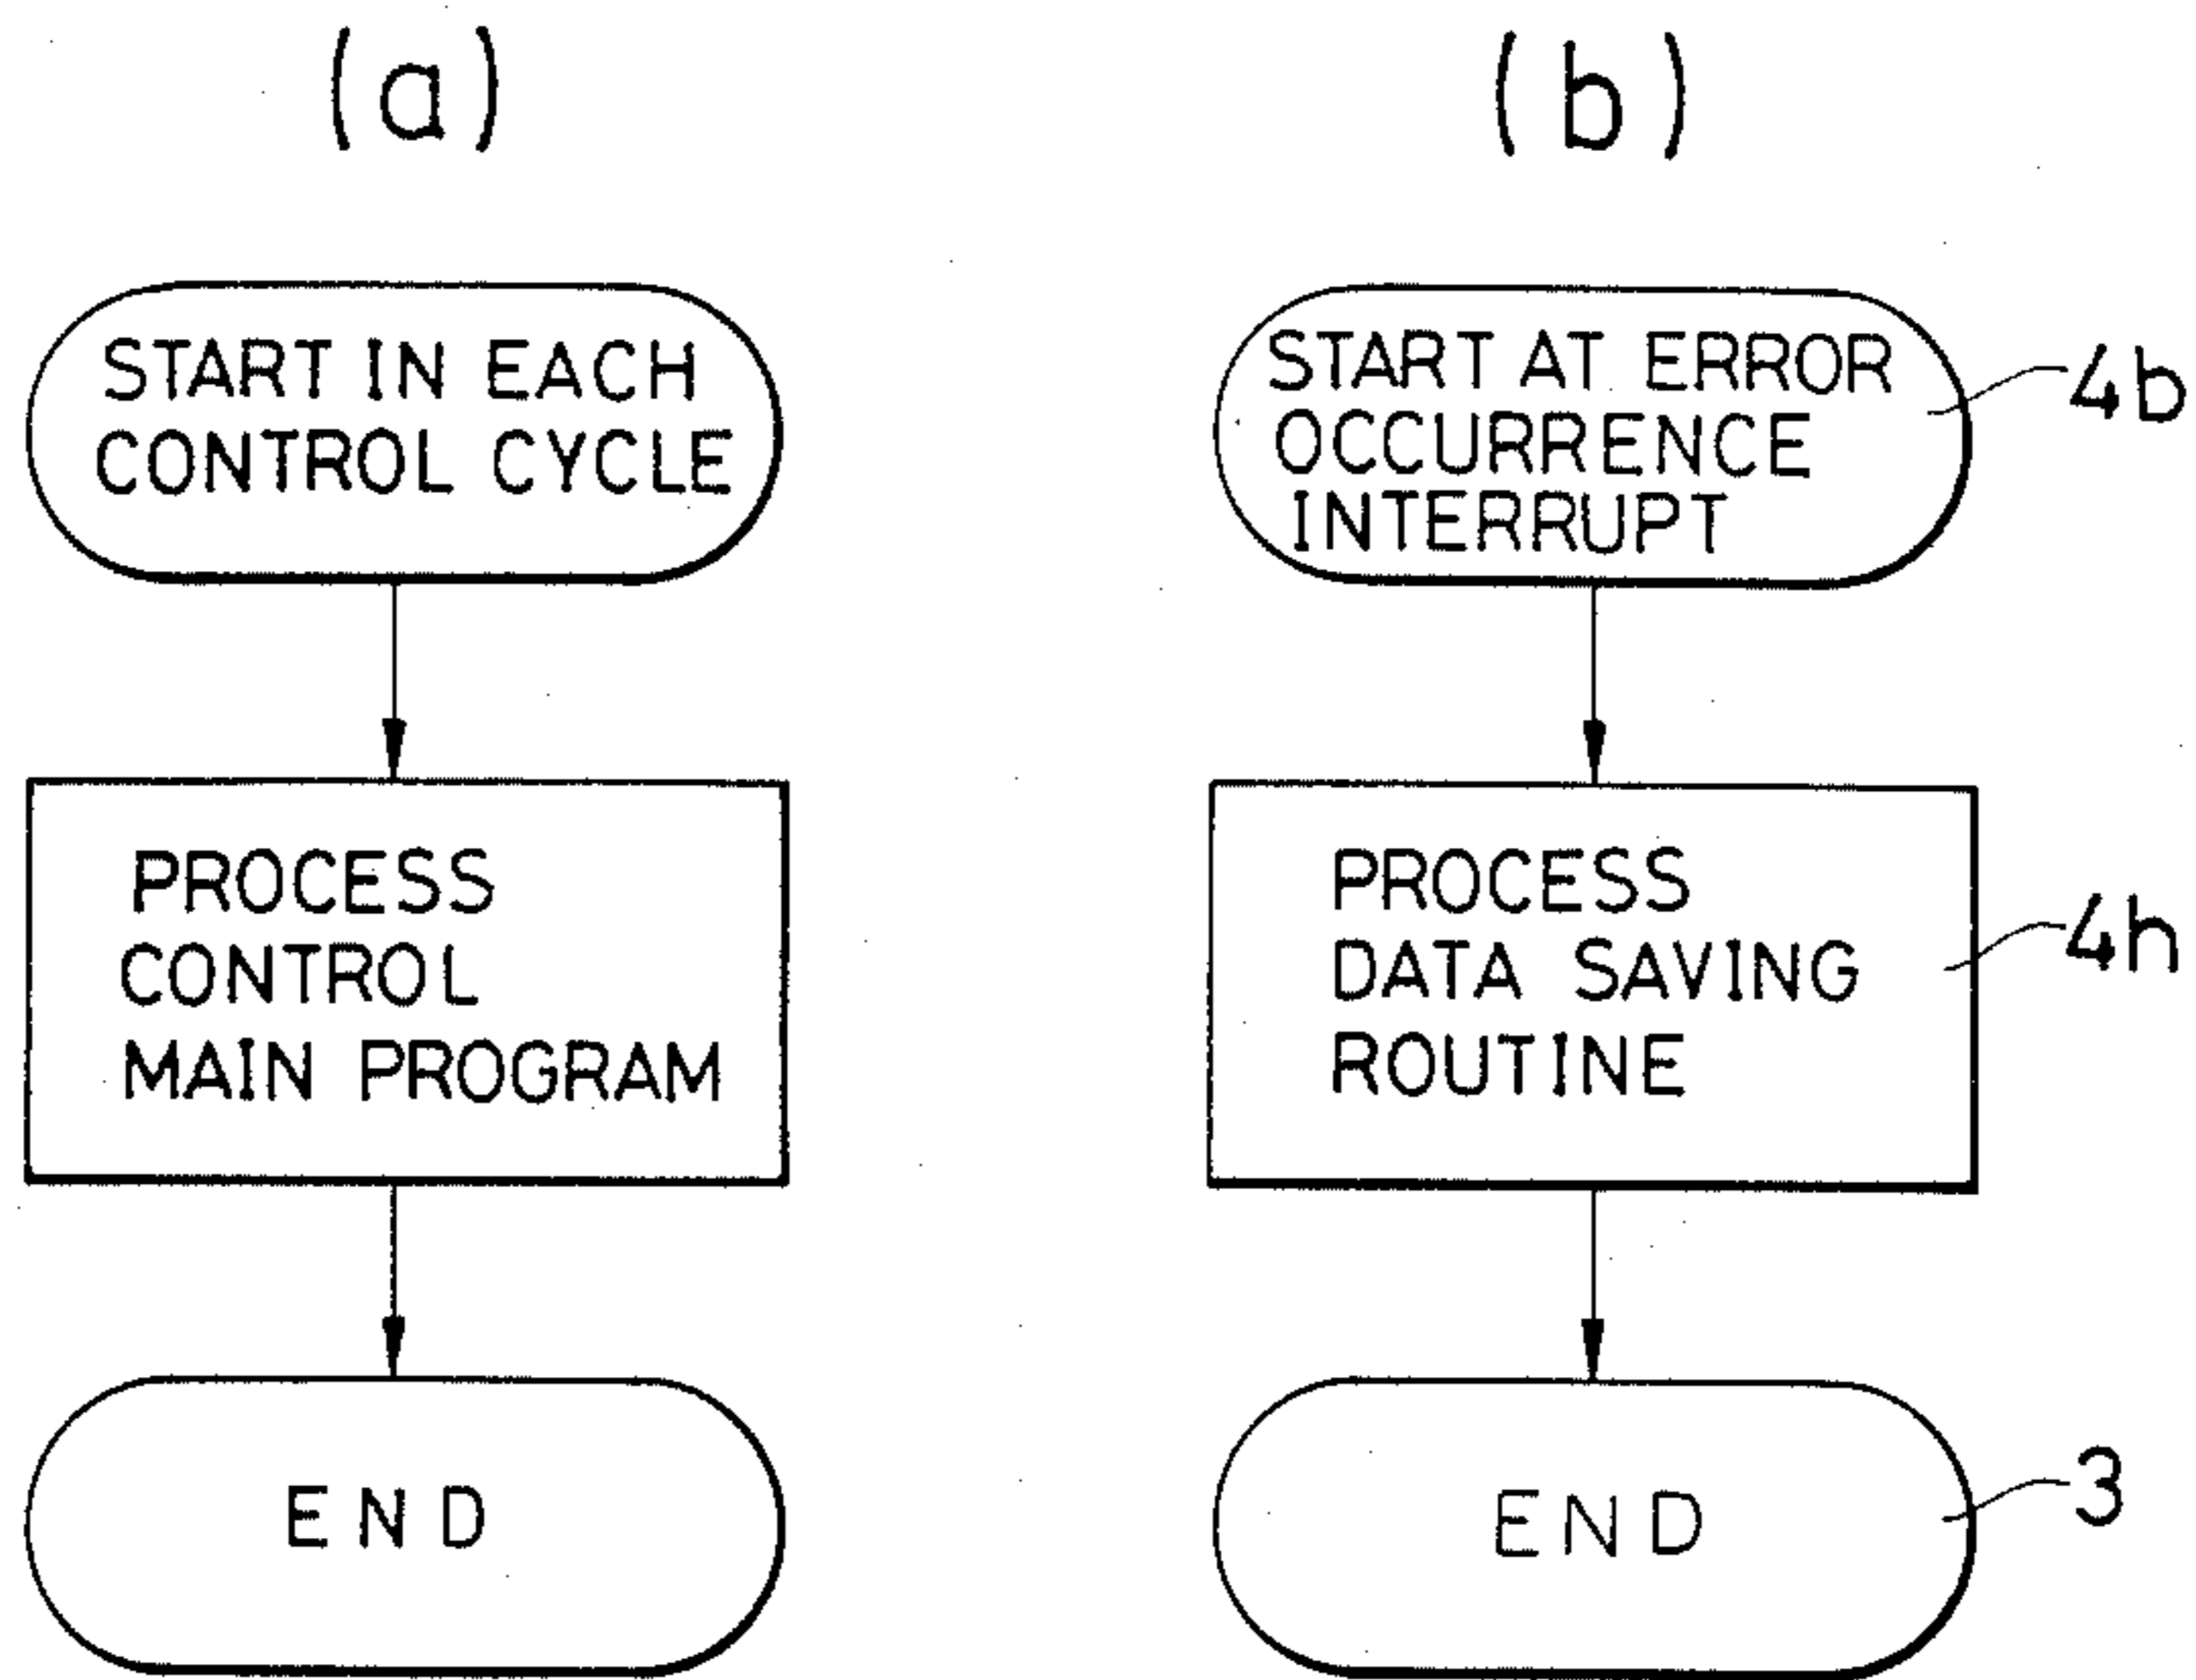 (a)
START IN EACH
CONTROL CYCLE
PROCESS
CONTROL
MAIN PROGRAM
END
(b)
START AT ERROR
OCCURRENCE
INTERRUPT
4b
PROCESS
DATA SAVING
ROUTINE
4h
END
3